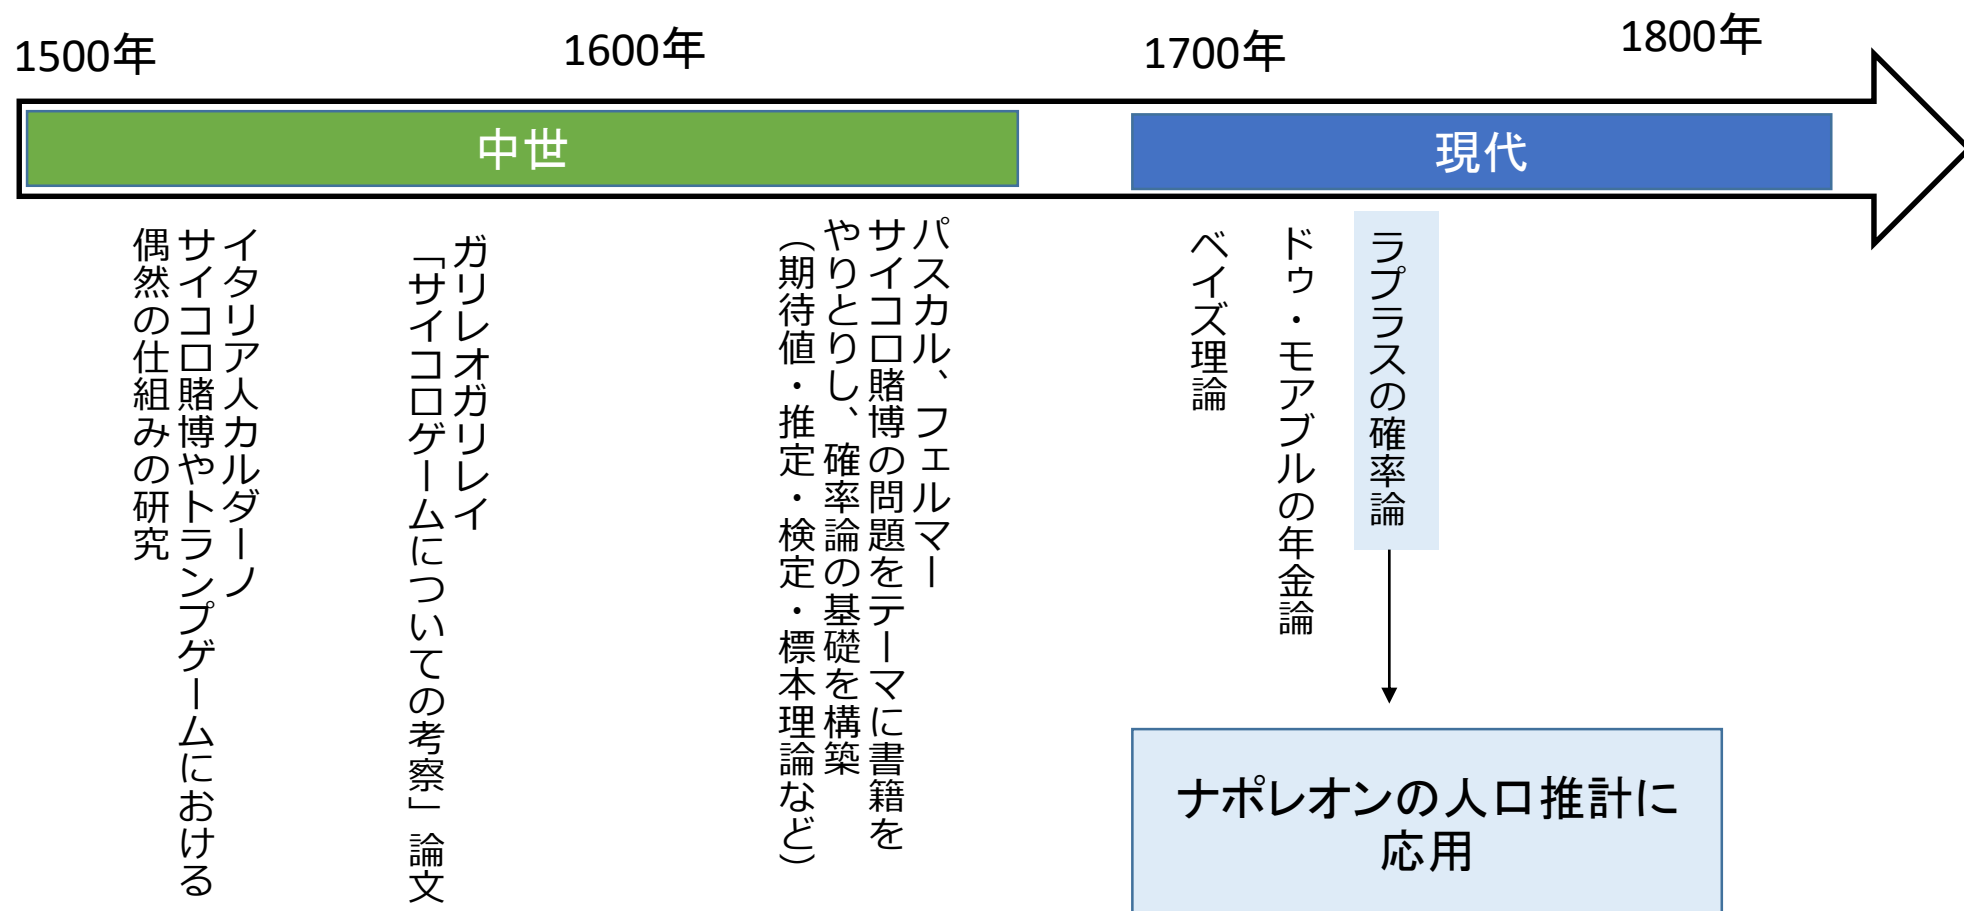 1500年
1600年
1700年
1800年
中世
現代
イタリア人カルダーノ
サイコロ賭博やトランプゲームにおける
偶然の仕組みの研究
ガリレオガリレイ
「サイコロゲームについての考察」論文
パスカル、フェルマー
サイコロ賭博の問題をテーマに書籍を
やりとりし、確率論の基礎を構築
（期待値・推定・検定・標本理論など）
ベイズ理論
ドゥ・モアブルの年金論
ラプラスの確率論
ナポレオンの人口推計に
応用